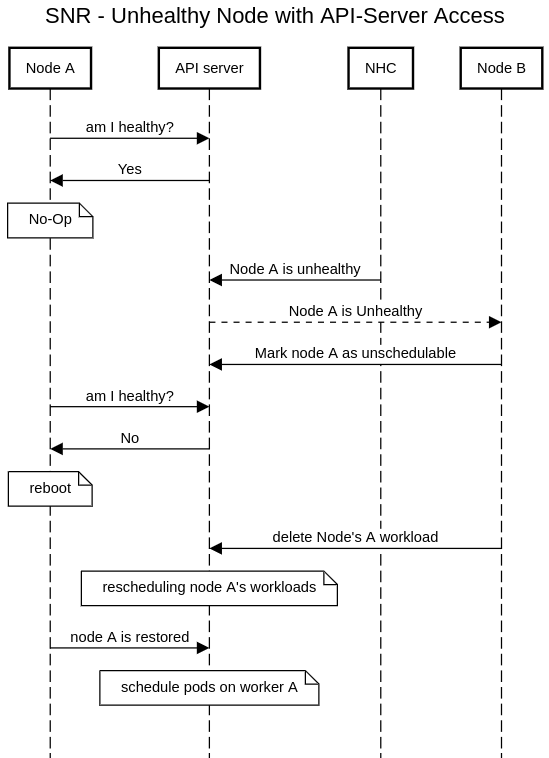 SNR - Unhealthy Node with API-Server Access
Node A
API server
NHC
Node B
am I healthy?
Yes
No-Op
Node A is unhealthy
Node A is Unhealthy
Mark node A as unschedulable
am I healthy?
No
reboot
delete Node's A workload
rescheduling node A's workloads
node A is restored
schedule pods on worker A